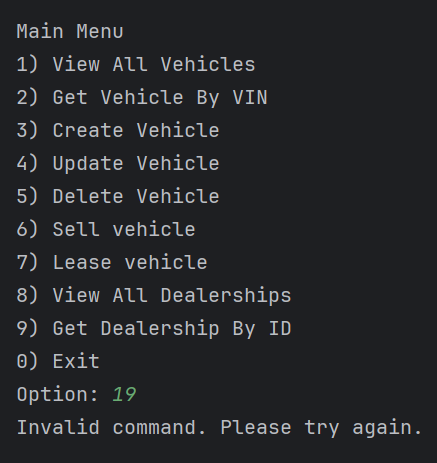 Main Menu
1) View All Vehicles
2) Get Vehicle By VIN
3) Create Vehicle
4) Update Vehicle
5) Delete Vehicle
6) Sell vehicle
7) Lease vehicle
8) View All Dealerships
9) Get Dealership By ID
0) Exit
Option: 19
Invalid command. Please try again.